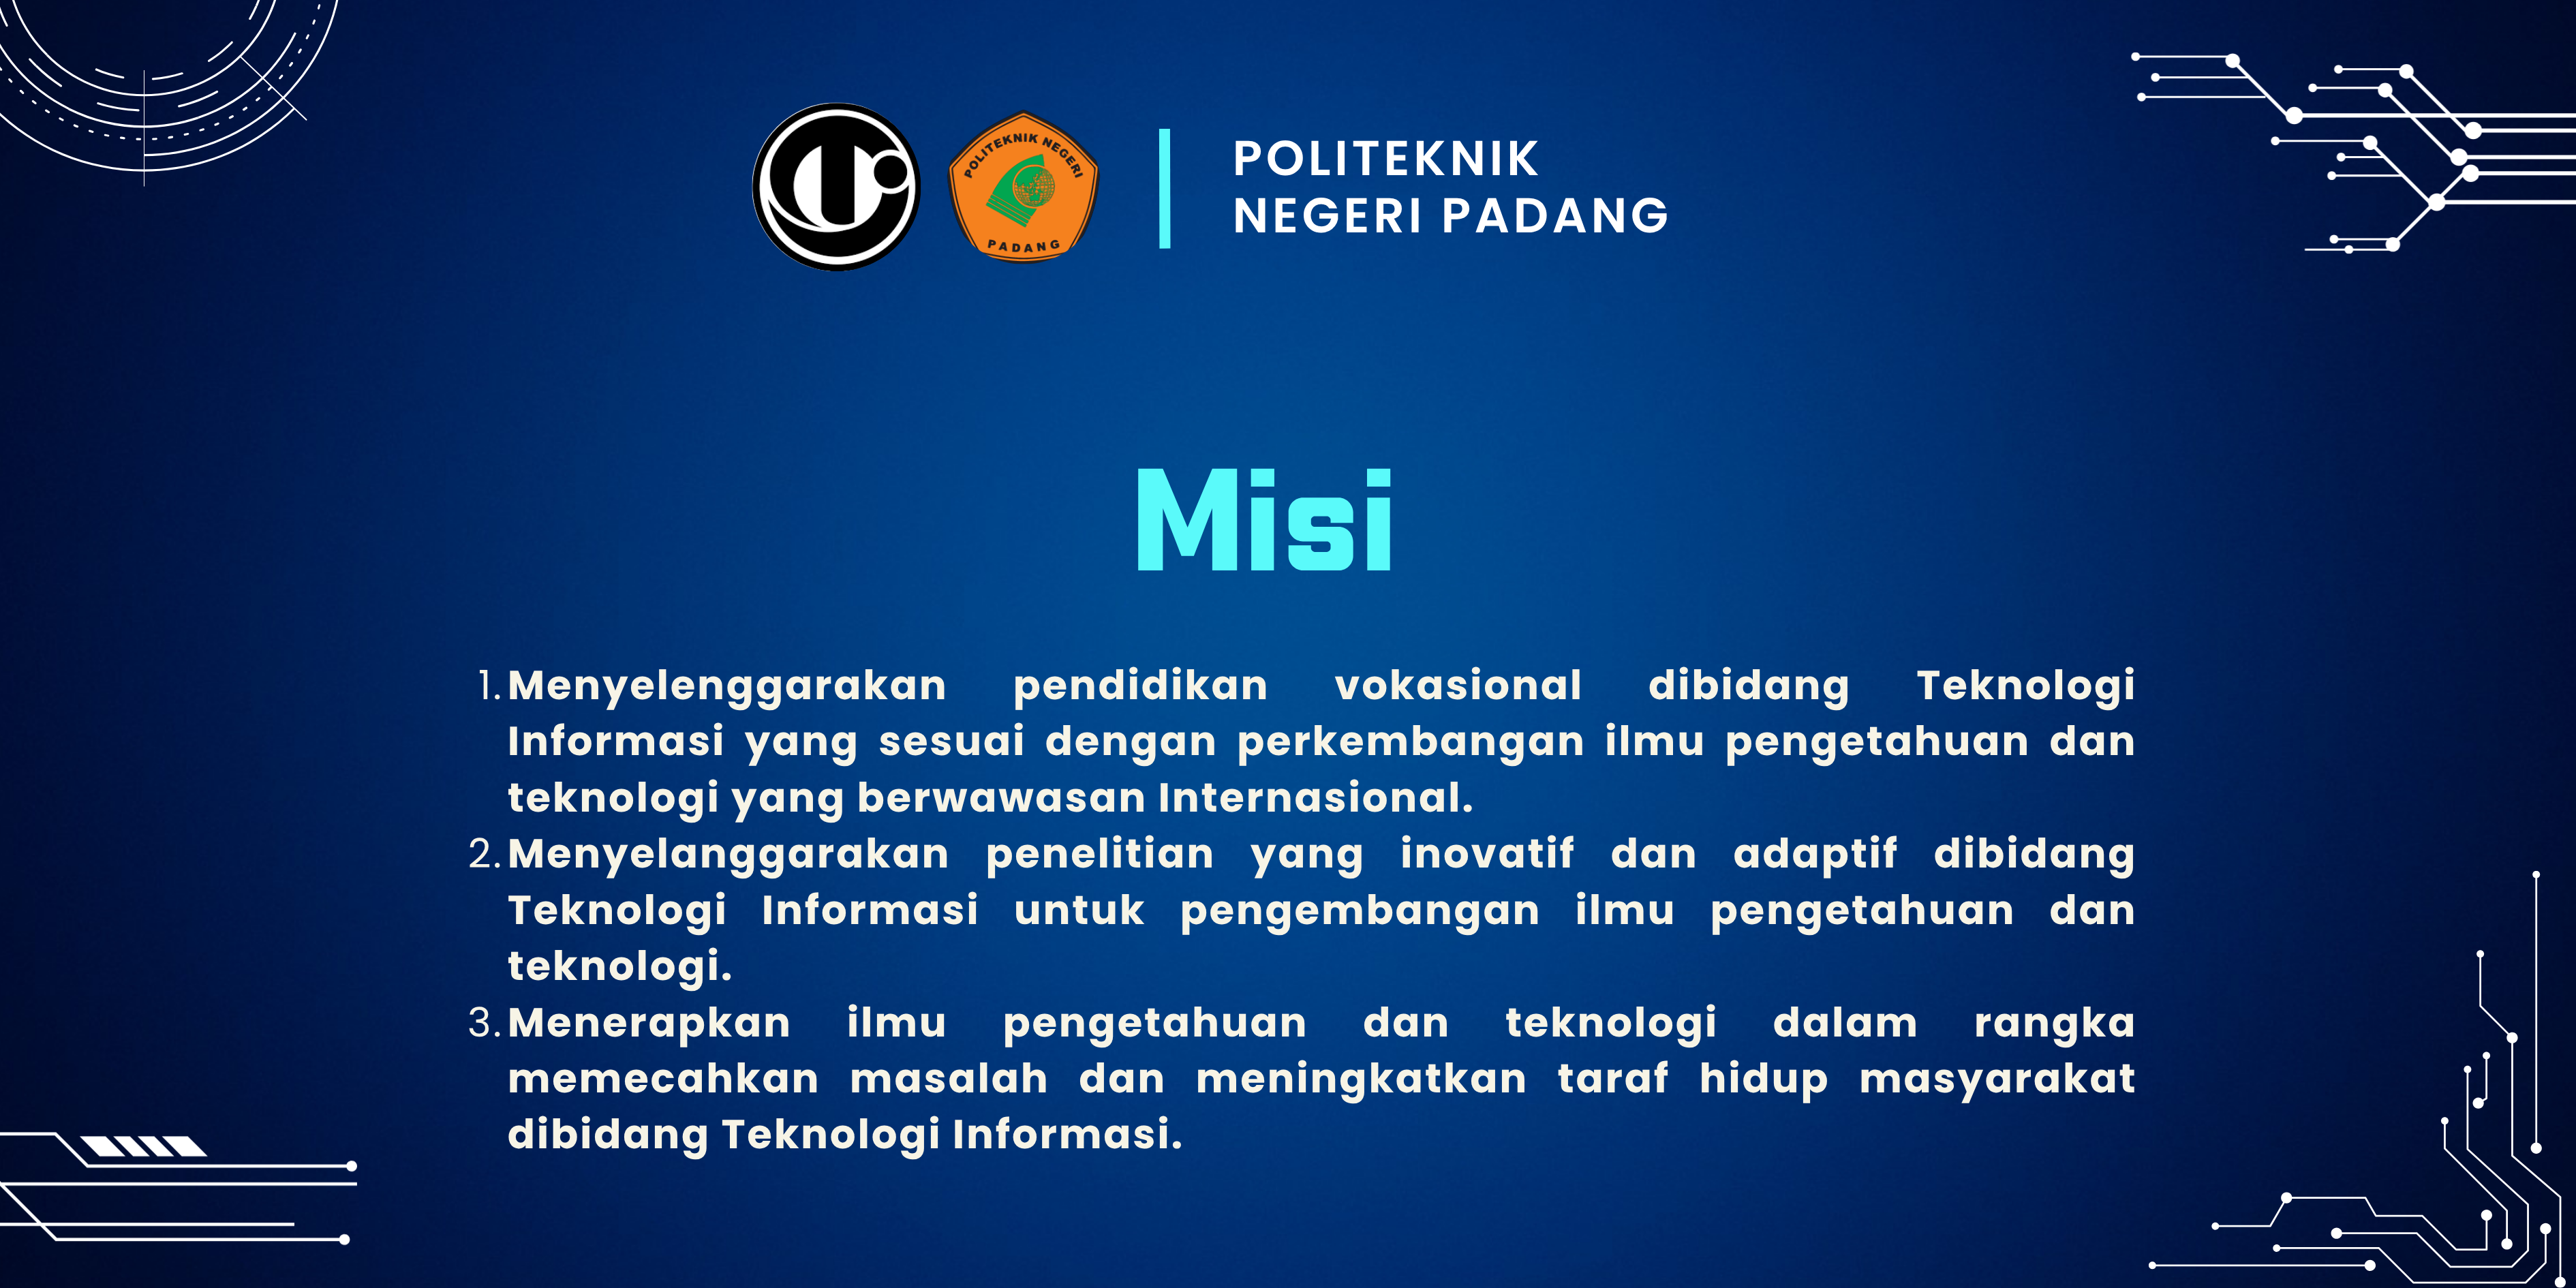 POLITEKNIK NEGERI
PADANG
POLITEKNIK
NEGERI PADANG
Misi
1. Menyelenggarakan pendidikan vokasional dibidang Teknologi
Informasi yang sesuai dengan perkembangan ilmu pengetahuan dan
teknologi yang berwawasan Internasional.
2. Menyelanggarakan penelitian yang inovatif dan adaptif dibidang
Teknologi Informasi untuk pengembangan ilmu pengetahuan dan
teknologi.
3. Menerapkan ilmu pengetahuan dan teknologi dalam rangka
memecahkan masalah dan meningkatkan taraf hidup masyarakat
dibidang Teknologi Informasi.